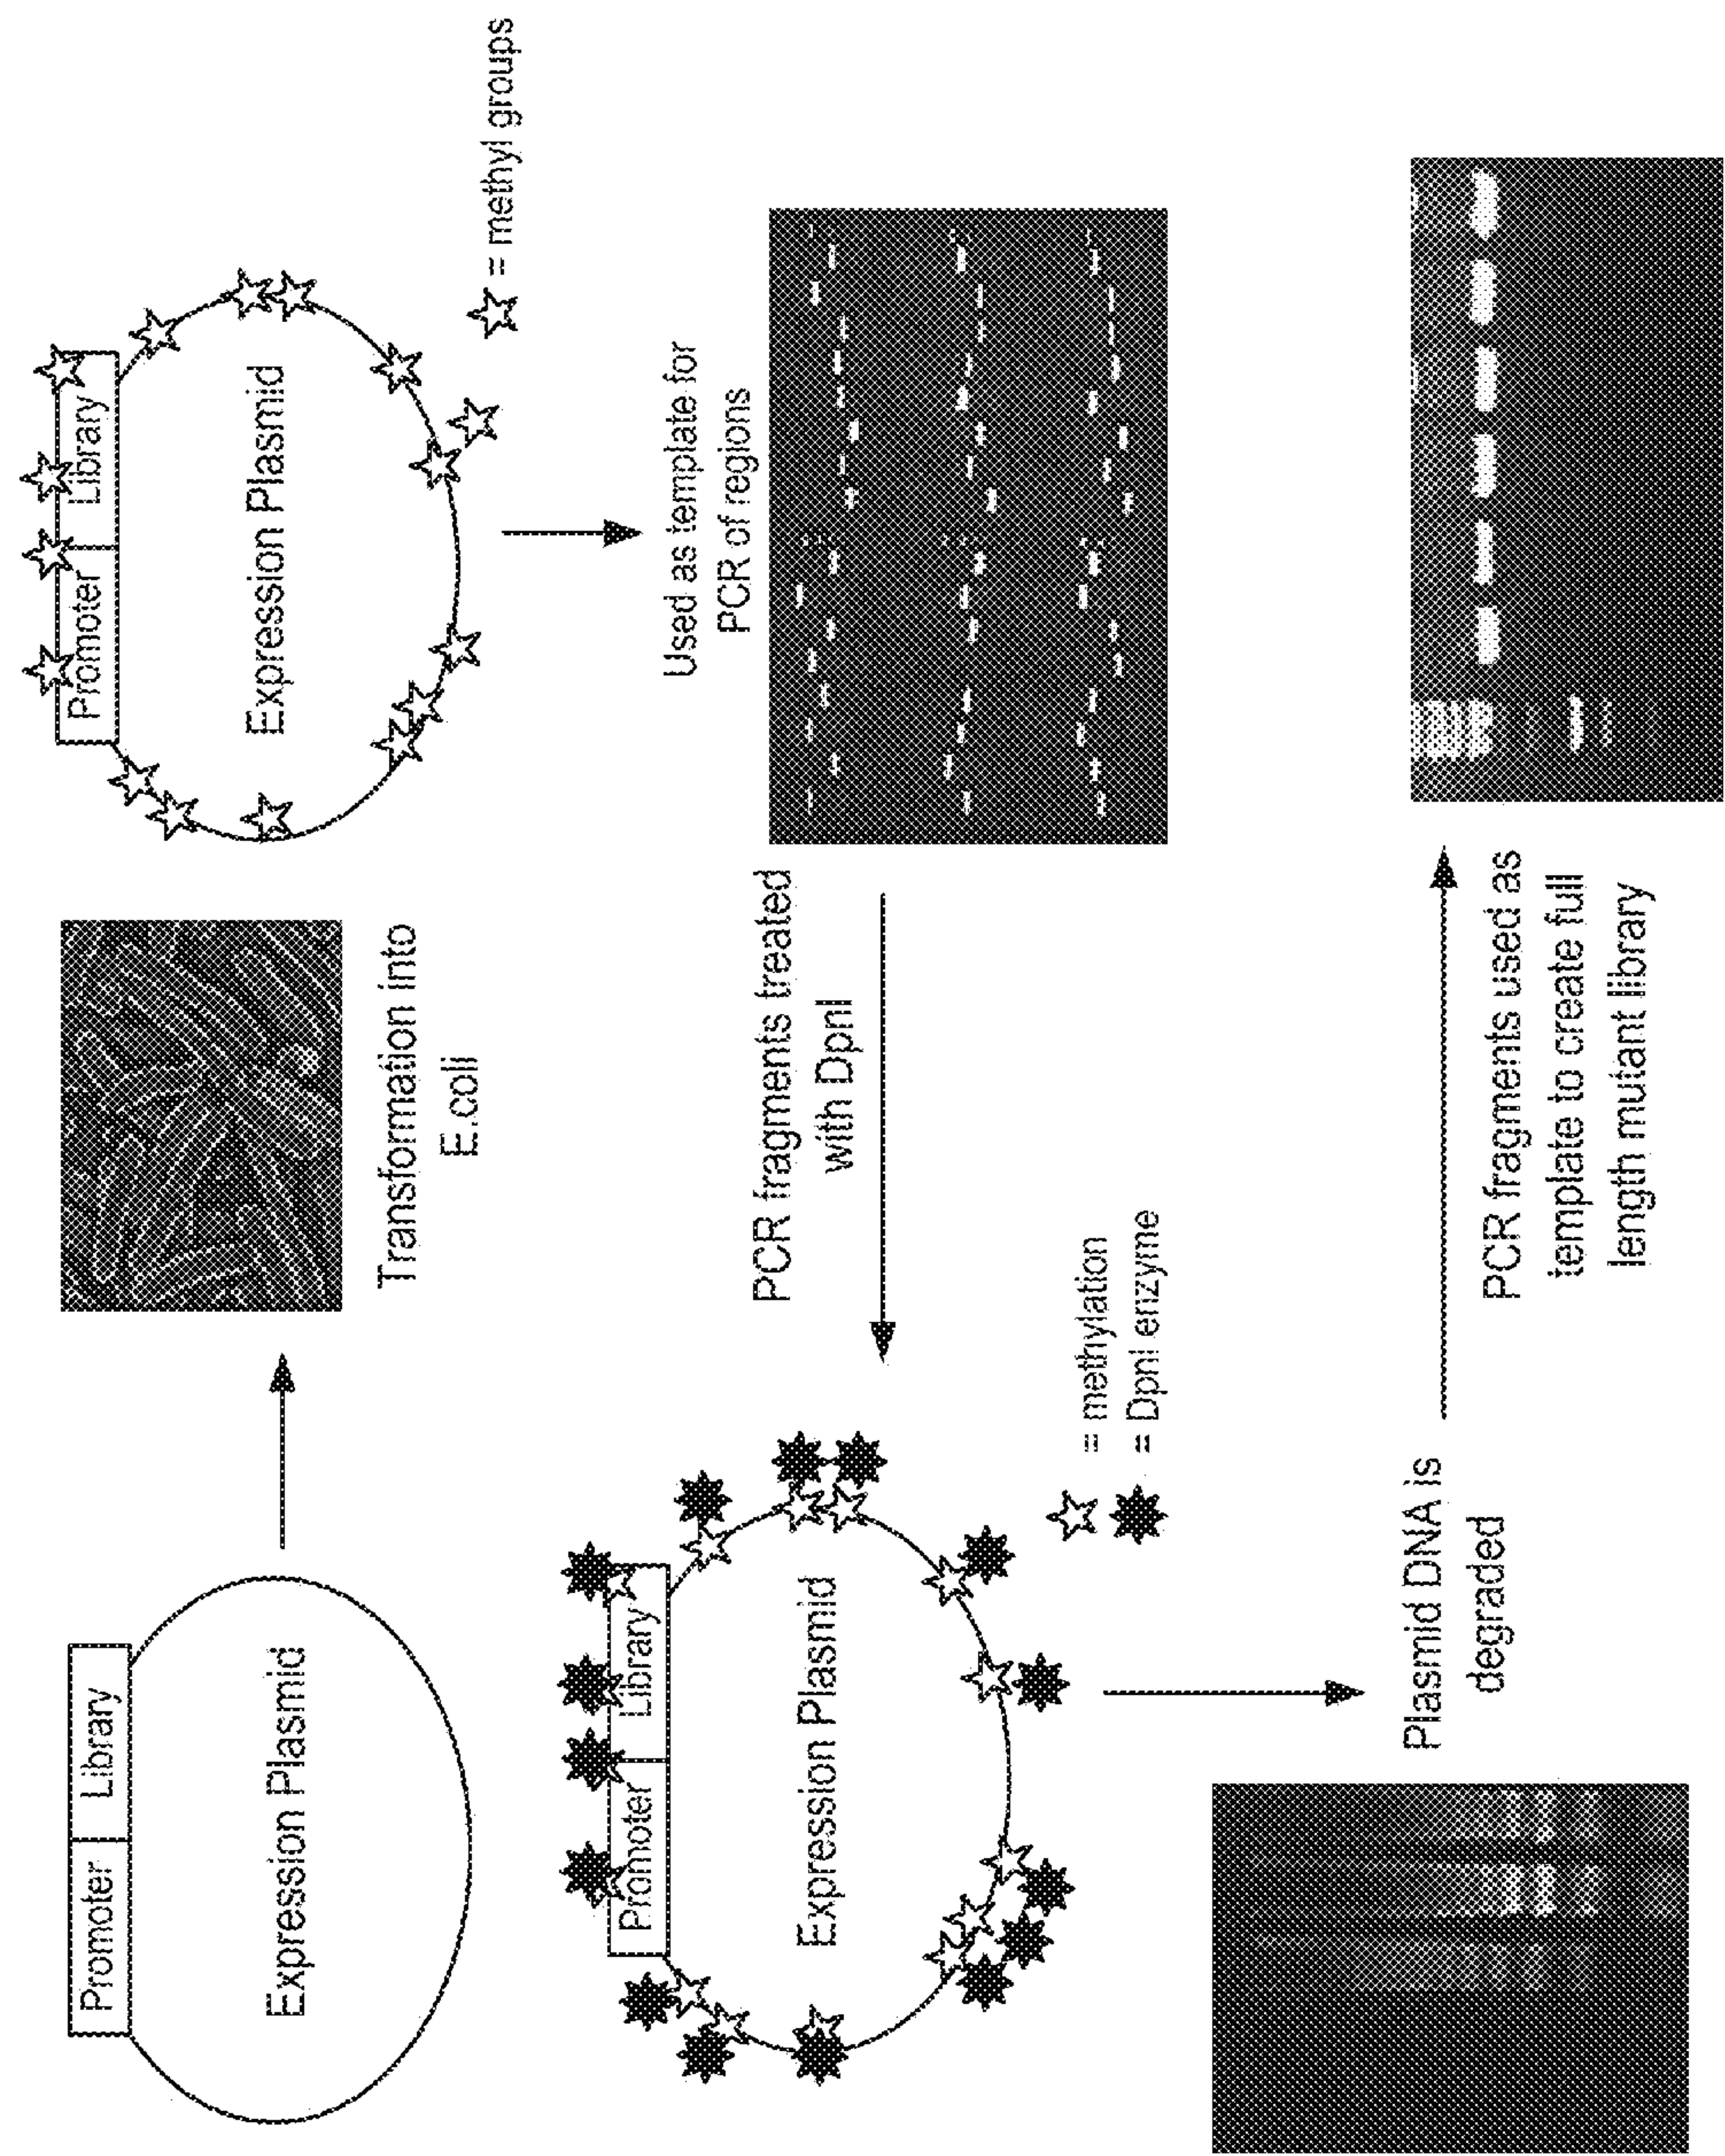 Promoter
Library
Expression Plasmid
Transformation into
E.coli
Promoter
Library
Expression Plasmid
= methyl groups
Used as template for
PCR of regions
PCR fragments treated
with DpnI
Promoter
Library
Expression Plasmid
= methylation
= DpnI enzyme
Plasmid DNA is
degraded
PCR fragments used as
template to create full
length mutant library